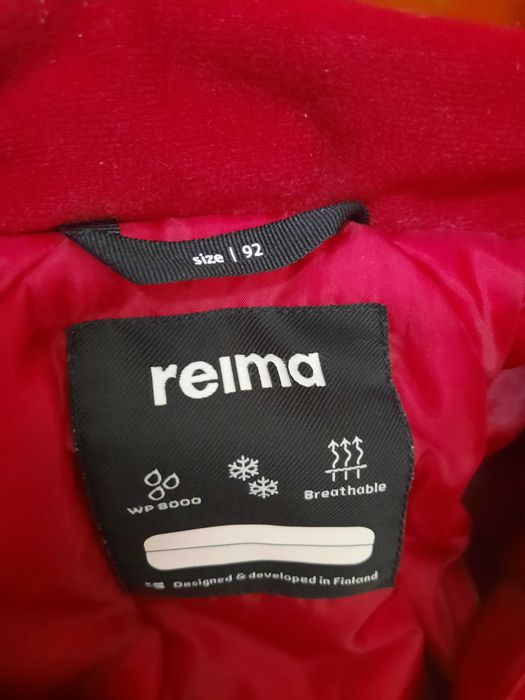 size | 92
reima
WP 8000
Breathable
Designed & developed in Finland